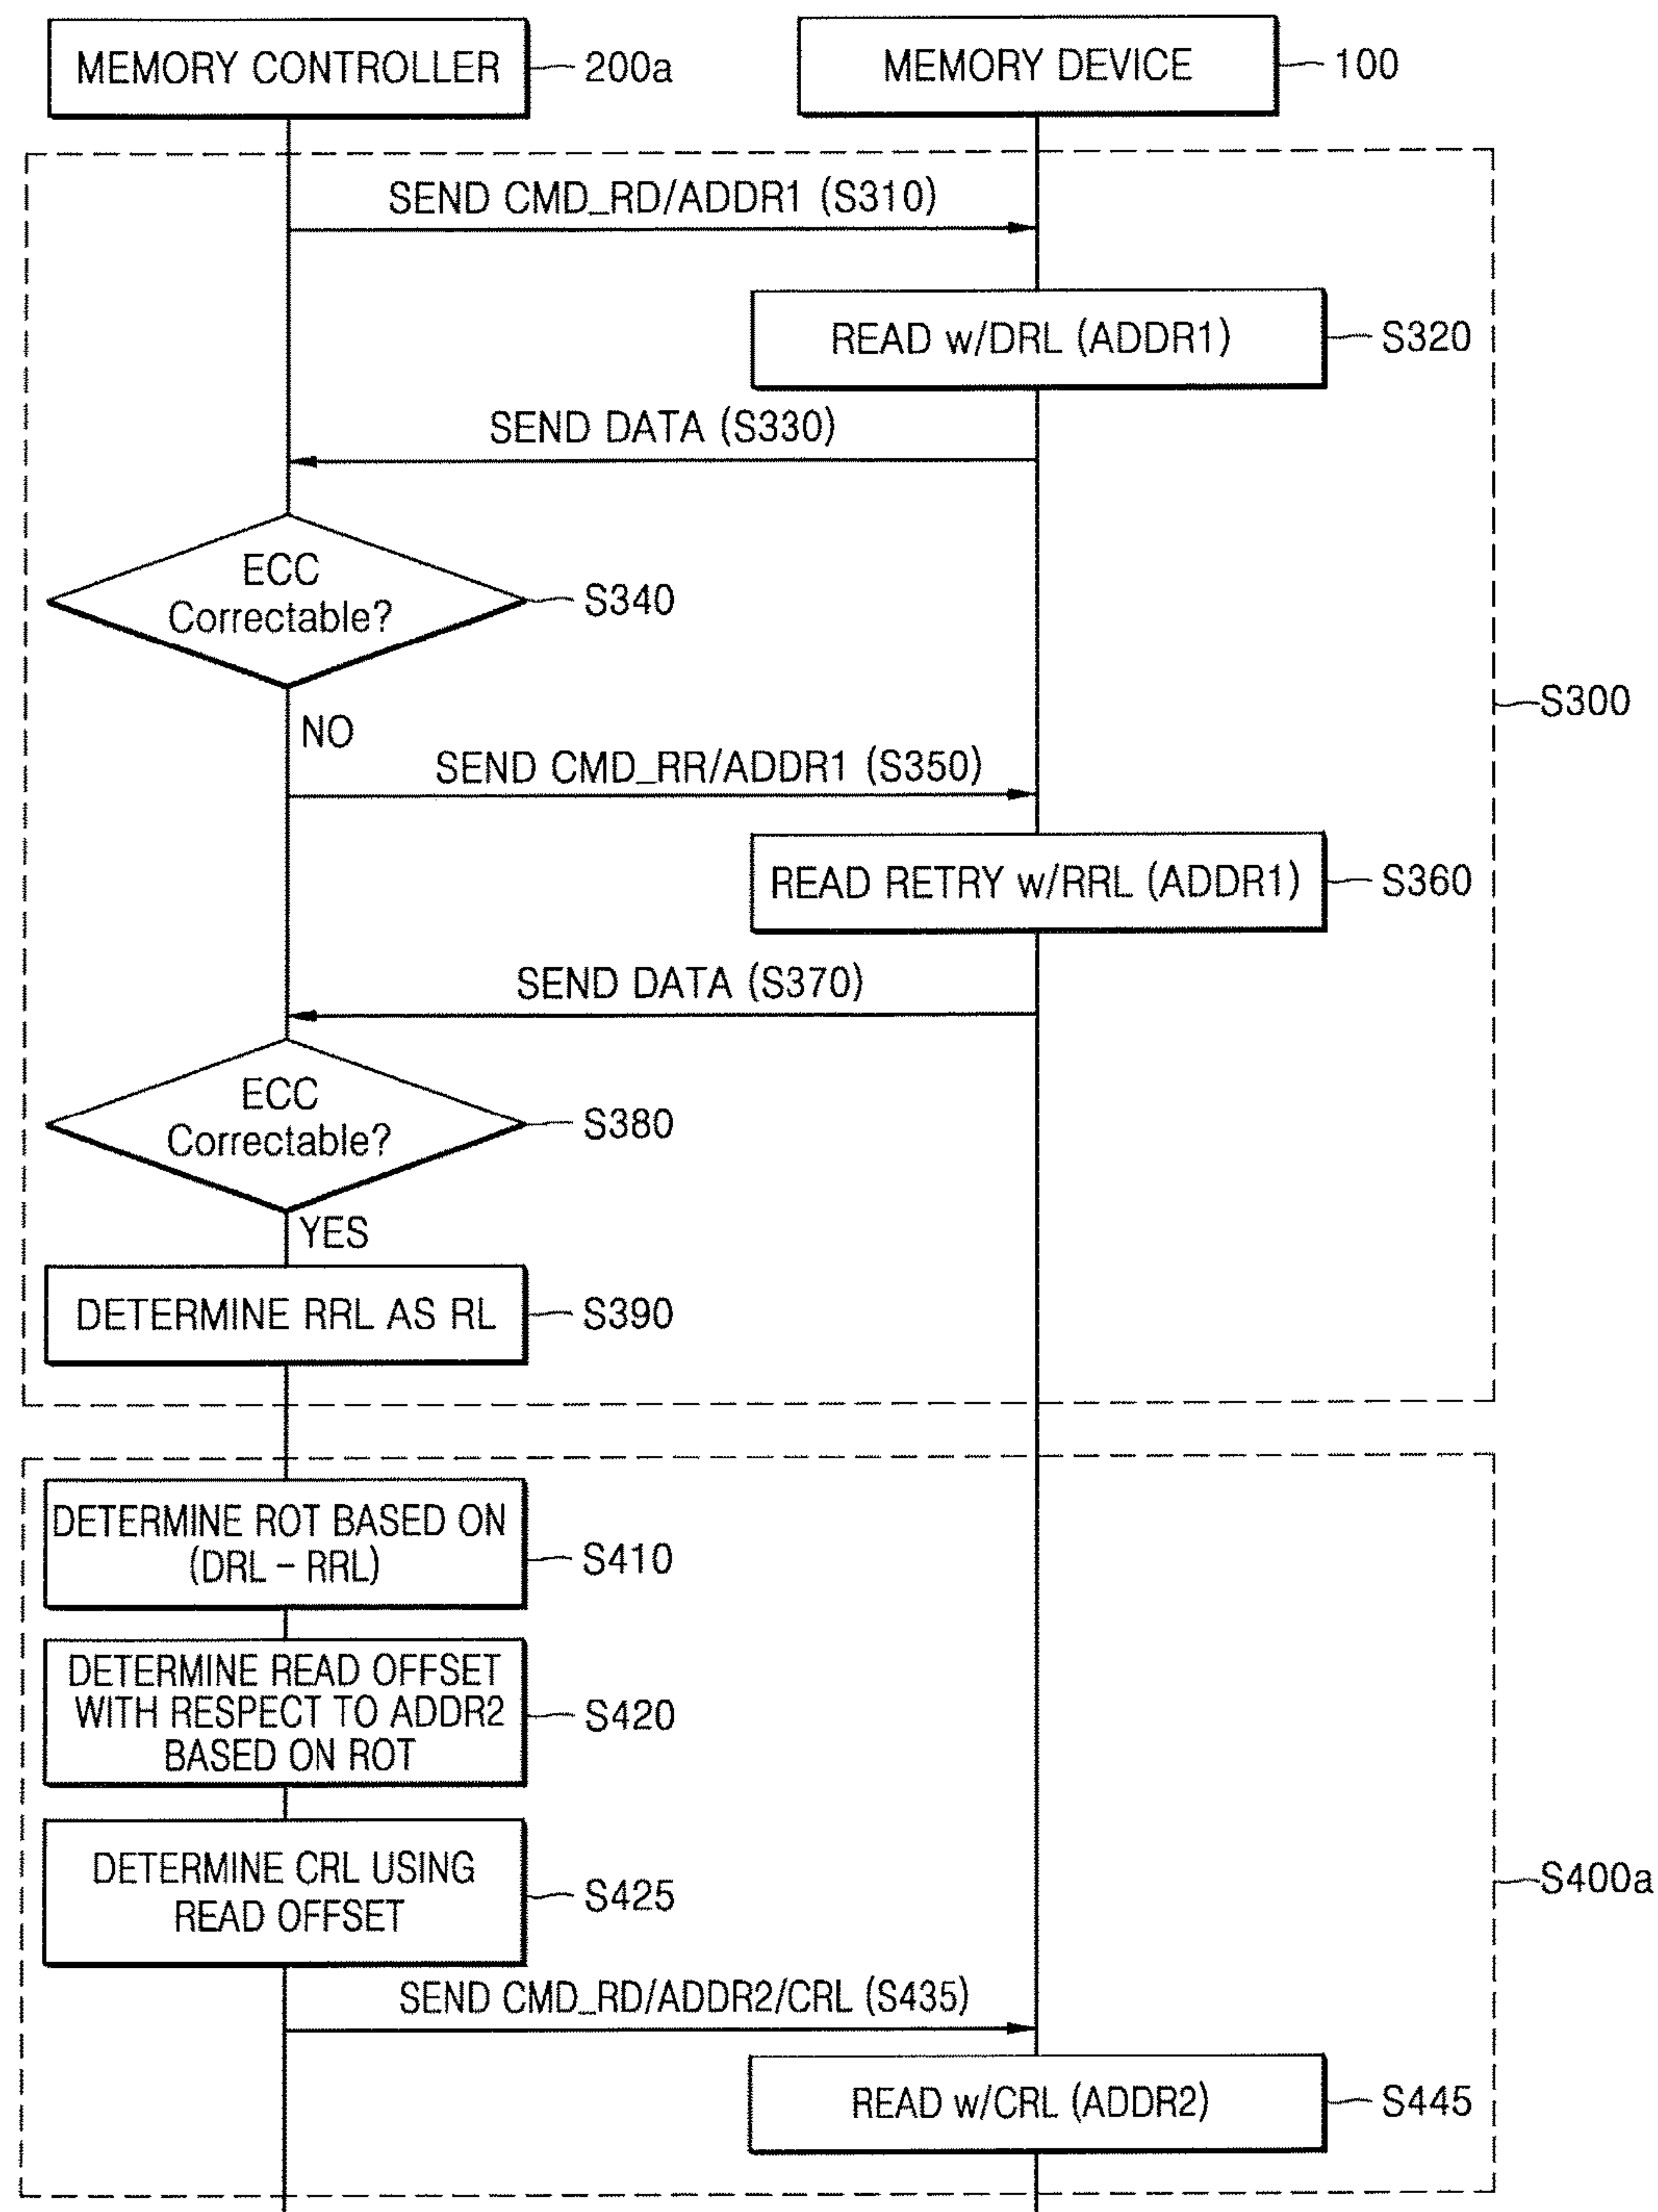 MEMORY CONTROLLER
200a
MEMORY DEVICE
100
SEND CMD_RD/ADDR1 (S310)
READ w/DRL (ADDR1)
S320
SEND DATA (S330)
ECC
Correctable?
S340
S300
NO
SEND CMD_RR/ADDR1 (S350)
READ RETRY w/RRL (ADDR1)
S360
SEND DATA (S370)
ECC
Correctable?
S380
YES
DETERMINE RRL AS RL
S390
DETERMINE ROT BASED ON
(DRL - RRL)
S410
DETERMINE READ OFFSET
WITH RESPECT TO ADDR2
BASED ON ROT
S420
DETERMINE CRL USING
READ OFFSET
S425
S400a
SEND CMD_RD/ADDR2/CRL (S435)
READ w/CRL (ADDR2)
S445